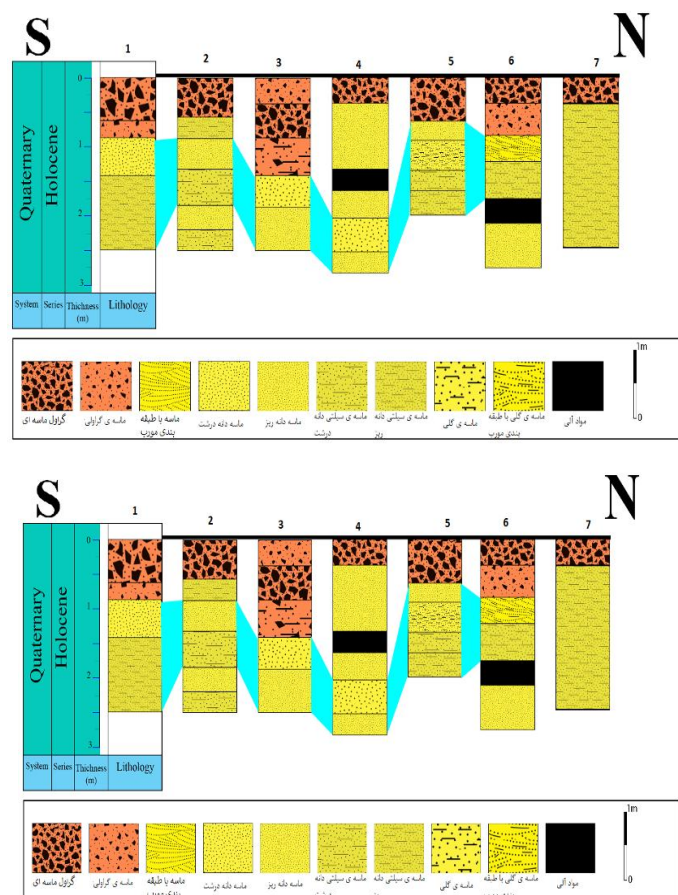 S N
1 2 3 4 5 6 7
0
1
2
3
Quaternary
Holocene
System Series Thickness (m) Lithology
1m
0
گراول ماسه ای
ماسه ی گراولی
ماسه با طبقه بندی مورب
ماسه دانه درشت
ماسه دانه ریز
ماسه ی سیلتی دانه درشت
ماسه ی سیلتی دانه ریز
ماسه ی گلی
ماسه ی گلی با طبقه بندی مورب
مواد آلی
S N
1 2 3 4 5 6 7
0
1
2
3
Quaternary
Holocene
System Series Thickness (m) Lithology
1m
0
گراول ماسه ای
ماسه ی گراولی
ماسه با طبقه
ماسه دانه درشت
ماسه دانه ریز
ماسه ی سیلتی دانه
ماسه ی سیلتی دانه
ماسه ی گلی
ماسه ی گلی با طبقه
مواد آلی